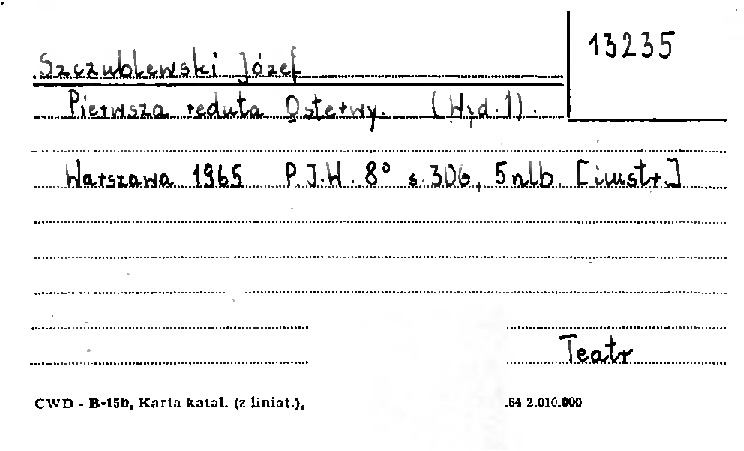 13235
Szczublewski Józef
Pierwsza reduta Osterwy. (Wyd.1).
Warszawa 1965 P.I.W. 8° s.306, 5 nlb. [ilustr.]
Teatr
CWD - B-15b, Karta katal. (z liniat.), .64 2.010.000